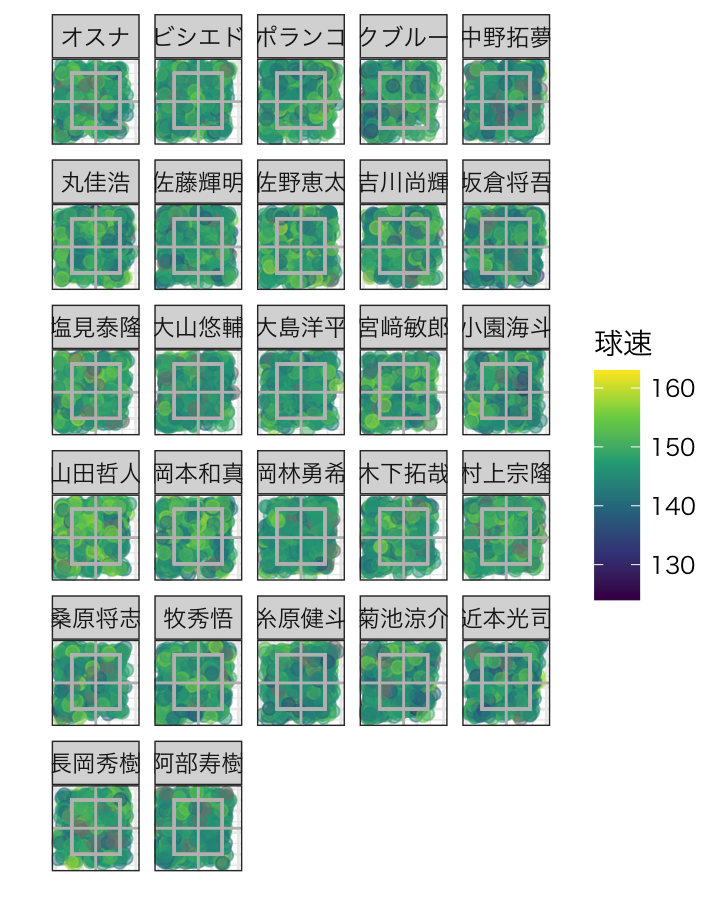 オスナ
ビシエド
ポランコ
クブルー
中野拓夢
丸佳浩
佐藤輝明
佐野恵太
吉川尚輝
坂倉将吾
塩見泰隆
大山悠輔
大島洋平
宮﨑敏郎
小園海斗
山田哲人
岡本和真
岡林勇希
木下拓哉
村上宗隆
桑原将志
牧秀悟
糸原健斗
菊池涼介
近本光司
長岡秀樹
阿部寿樹
球速
160
150
140
130